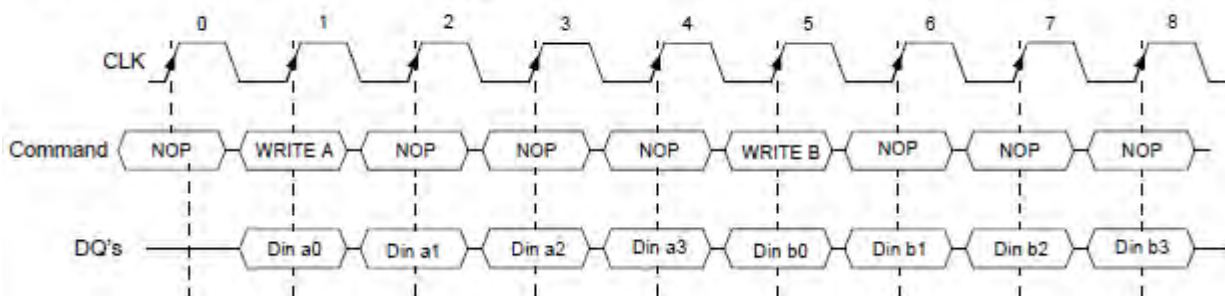 0 1 2 3 4 5 6 7 8
CLK
Command NOP WRITE A NOP NOP NOP WRITE B NOP NOP NOP
DQ's Din a0 Din a1 Din a2 Din a3 Din b0 Din b1 Din b2 Din b3